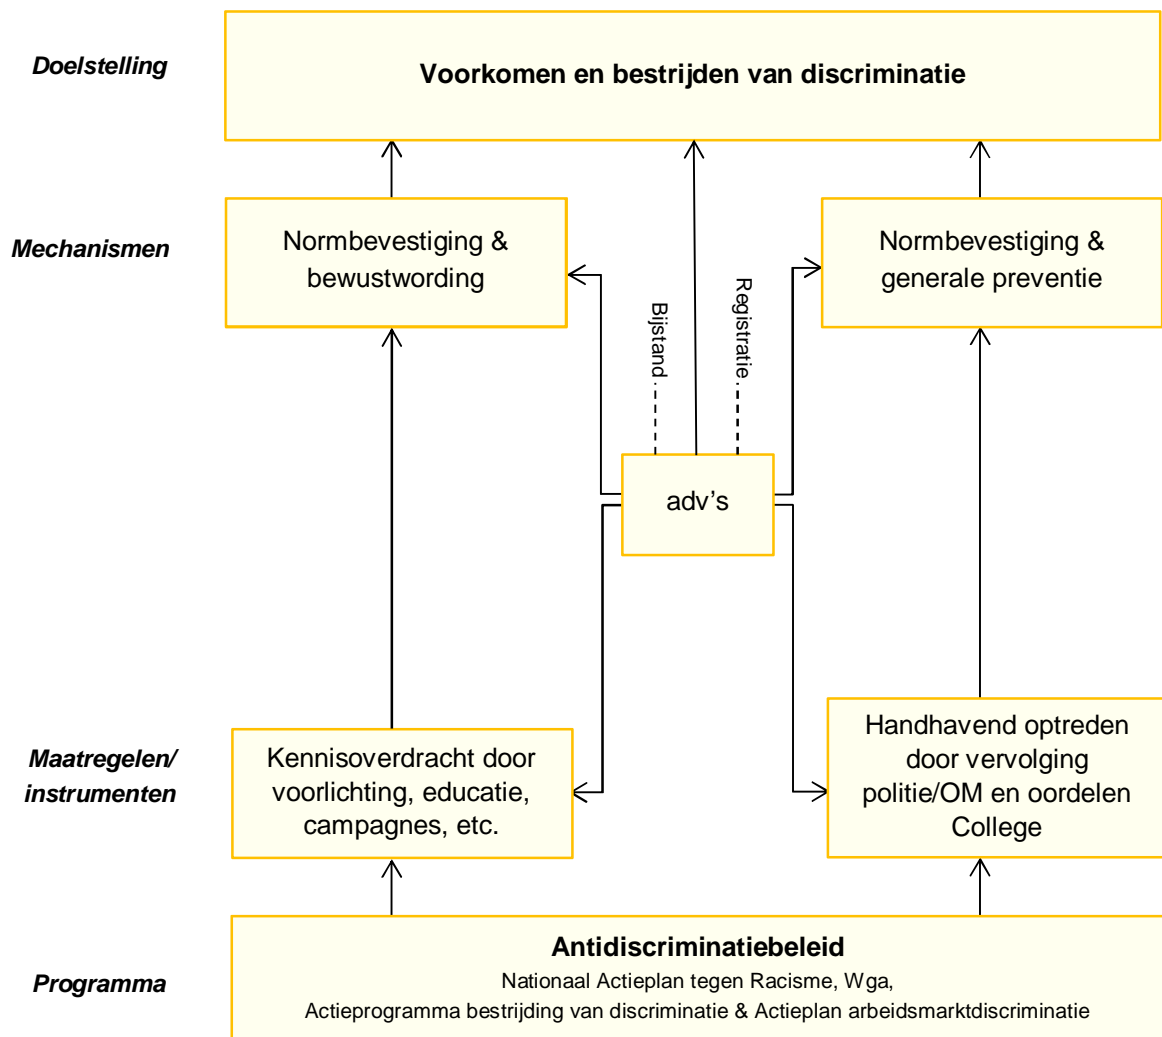 Doelstelling
Voorkomen en bestrijden van discriminatie
Mechanismen
Normbevestiging &
bewustwording
Normbevestiging &
generale preventie
Bijstand
Registratie
adv’s
Maatregelen/
instrumenten
Kennisoverdracht door
voorlichting, educatie,
campagnes, etc.
Handhavend optreden
door vervolging
politie/OM en oordelen
College
Programma
Antidiscriminatiebeleid
Nationaal Actieplan tegen Racisme, Wga,
Actieprogramma bestrijding van discriminatie & Actieplan arbeidsmarktdiscriminatie